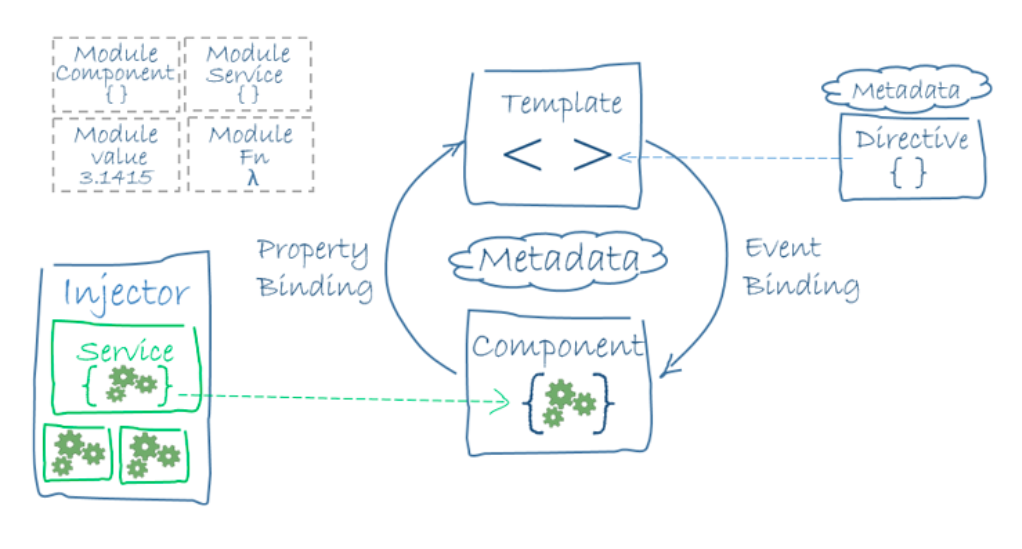 Module
Component
{ }
Module
Service
{ }
Module
value
3.1415
Module
Fn
λ
Template
< >
Metadata
Directive
{ }
Property
Binding
Metadata
Event
Binding
Injector
Service
{ }
Component
{ }